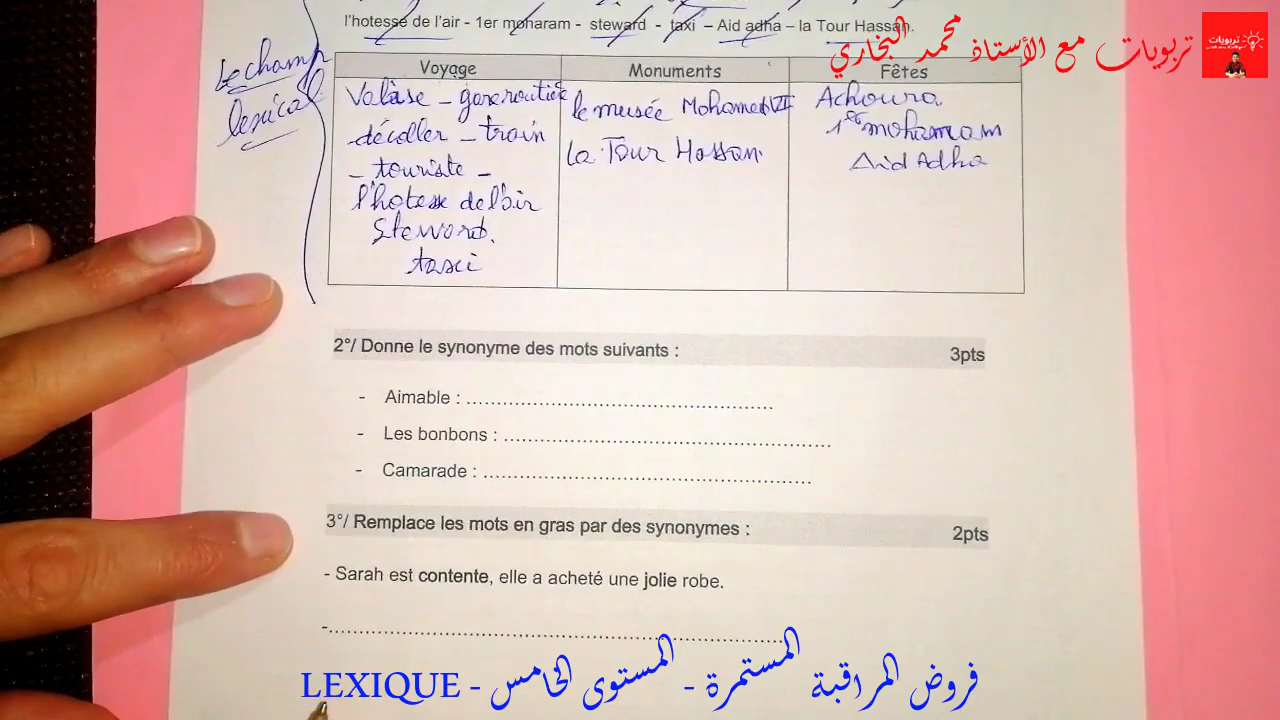 l'hotesse de l'air - 1er moharam - steward - taxi – Aid adha – la Tour Hassan.
تربويات مع الأستاذ محمد البخاري
تربويات
Le champ
lexical
Voyage
Monuments
Fêtes
Valise - gare routière
décoller - train
- touriste -
l'hotesse de l'air
Steward.
taxi
le musée Mohamed VI
la Tour Hassan.
Achoura
1er moharam
Aid Adha
2°/ Donne le synonyme des mots suivants : 3pts
- Aimable : ........................................................
- Les bonbons : ........................................................
- Camarade : ........................................................
3°/ Remplace les mots en gras par des synonymes : 2pts
- Sarah est contente, elle a acheté une jolie robe.
-........................................................
فروض المراقبة المستمرة - المستوى الخامس - LEXIQUE